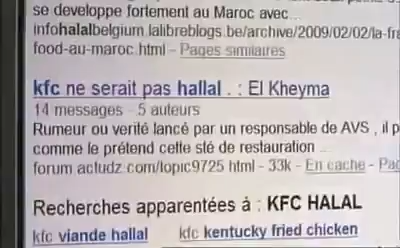 se developpe fortement au Maroc avec...
infohalalbelgium.lalibreblogs.be/archive/2009/02/02/la-fra
food-au-maroc.html - Pages similaires
kfc ne serait pas hallal . : El Kheyma
14 messages - 5 auteurs
Rumeur ou verité lancé par un responsable de AVS , il p
comme le prétend cette sté de restauration ...
forum.actudz.com/topic9725.html - 33k - En cache - Pag
Recherches apparentées à : KFC HALAL
kfc viande hallal kfc kentucky fried chicken